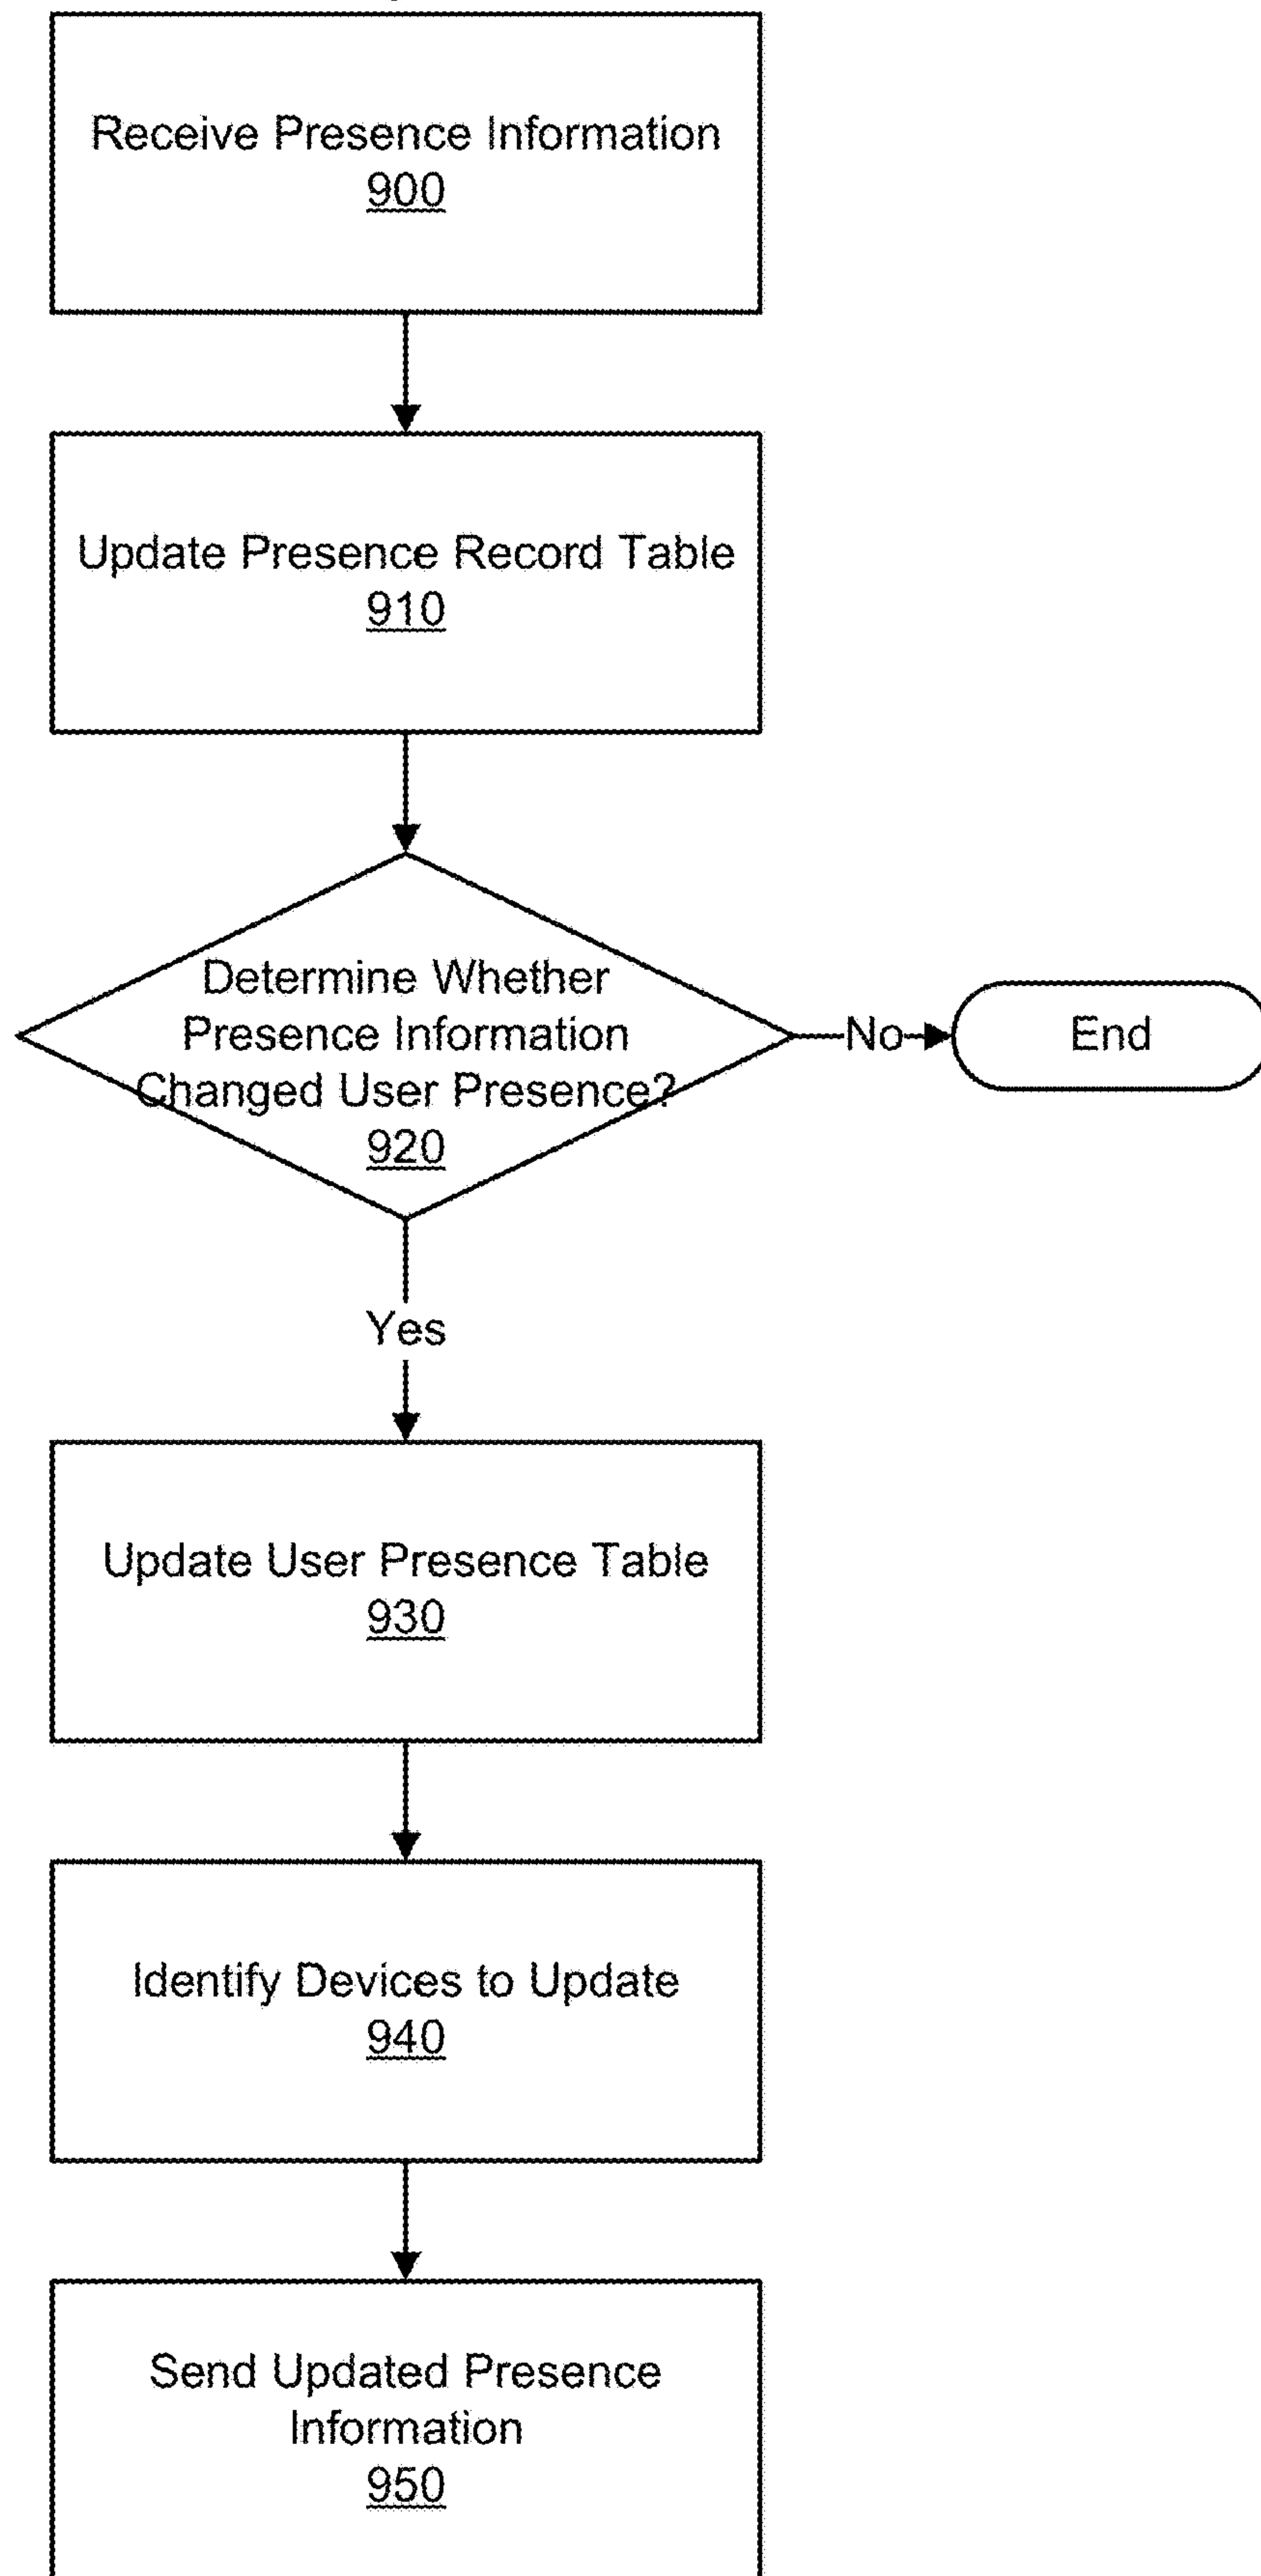 Receive Presence Information
900
Update Presence Record Table
910
Determine Whether
Presence Information
Changed User Presence?
920
No
End
Yes
Update User Presence Table
930
Identify Devices to Update
940
Send Updated Presence
Information
950